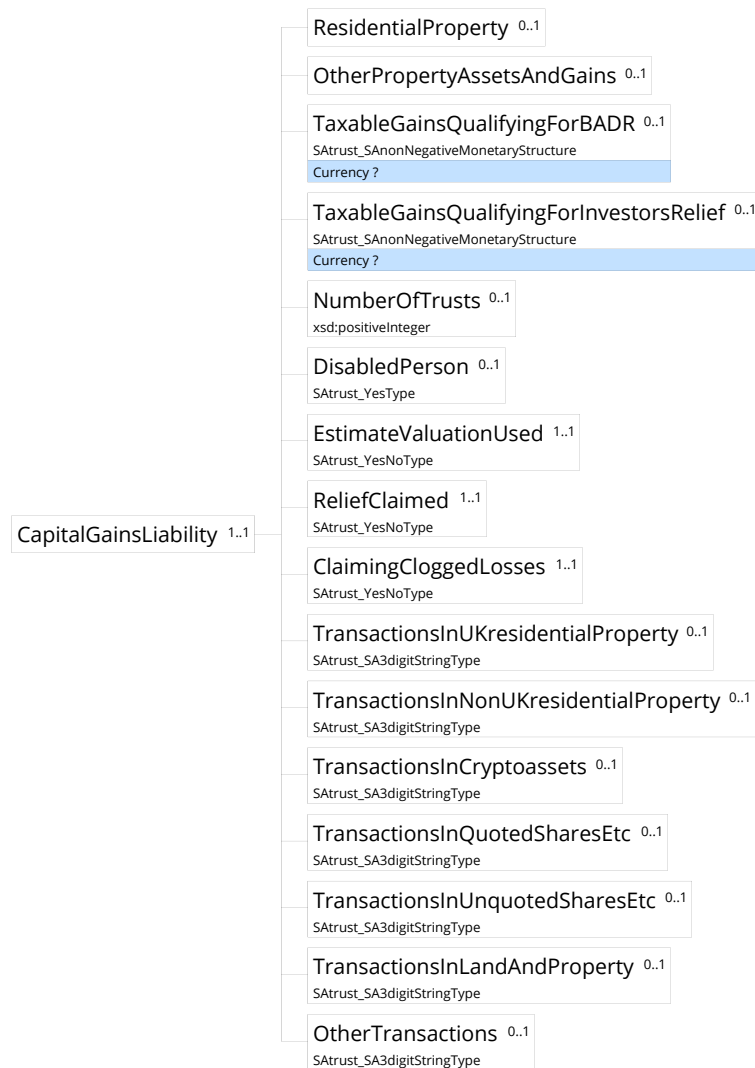 ResidentialProperty 0..1
OtherPropertyAssetsAndGains 0..1
TaxableGainsQualifyingForBADR 0..1
SAtrust_SAnonNegativeMonetaryStructure
Currency ?
TaxableGainsQualifyingForInvestorsRelief 0..1
SAtrust_SAnonNegativeMonetaryStructure
Currency ?
NumberOfTrusts 0..1
xsd:positiveInteger
DisabledPerson 0..1
SAtrust_YesType
EstimateValuationUsed 1..1
SAtrust_YesNoType
ReliefClaimed 1..1
SAtrust_YesNoType
CapitalGainsLiability 1..1
ClaimingCloggedLosses 1..1
SAtrust_YesNoType
TransactionsInUKresidentialProperty 0..1
SAtrust_SA3digitStringType
TransactionsInNonUKresidentialProperty 0..1
SAtrust_SA3digitStringType
TransactionsInCryptoassets 0..1
SAtrust_SA3digitStringType
TransactionsInQuotedSharesEtc 0..1
SAtrust_SA3digitStringType
TransactionsInUnquotedSharesEtc 0..1
SAtrust_SA3digitStringType
TransactionsInLandAndProperty 0..1
SAtrust_SA3digitStringType
OtherTransactions 0..1
SAtrust_SA3digitStringType